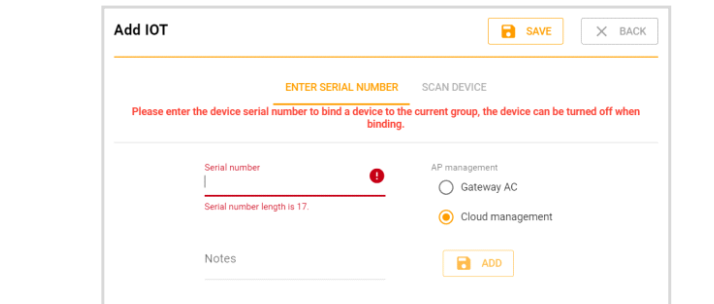 Add IOT
SAVE
BACK
ENTER SERIAL NUMBER
SCAN DEVICE
Please enter the device serial number to bind a device to the current group, the device can be turned off when
binding.
Serial number
AP management
Gateway AC
Serial number length is 17.
Cloud management
Notes
ADD